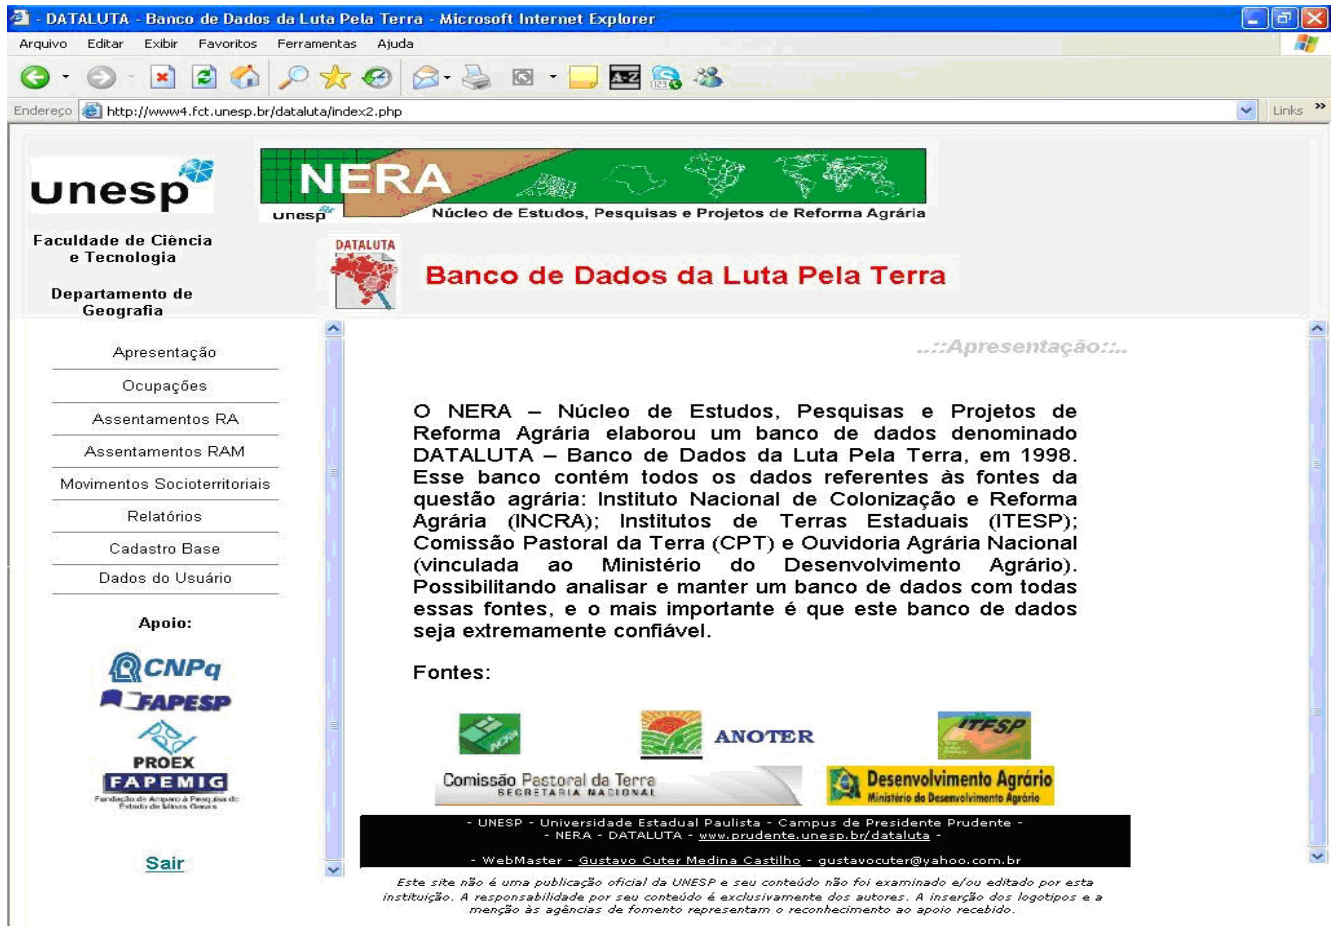 - DATALUTA - Banco de Dados da Luta Pela Terra - Microsoft Internet Explorer
Arquivo Editar Exibir Favoritos Ferramentas Ajuda
A-Z
123
Endereço http://www4.fct.unesp.br/dataluta/index2.php Links »
unesp
NERA
unesp
Núcleo de Estudos, Pesquisas e Projetos de Reforma Agrária
Faculdade de Ciência
e Tecnologia
Departamento de
Geografia
DATALUTA
Banco de Dados da Luta Pela Terra
Apresentação
Ocupações
Assentamentos RA
Assentamentos RAM
Movimentos Socioterritoriais
Relatórios
Cadastro Base
Dados do Usuário
Apoio:
CNPq
FAPESP
PROEX
FAPEMIG
Fundação de Amparo à Pesquisa do
Estado de Minas Gerais
Sair
..::Apresentação::..
O NERA – Núcleo de Estudos, Pesquisas e Projetos de
Reforma Agrária elaborou um banco de dados denominado
DATALUTA – Banco de Dados da Luta Pela Terra, em 1998.
Esse banco contém todos os dados referentes às fontes da
questão agrária: Instituto Nacional de Colonização e Reforma
Agrária (INCRA); Institutos de Terras Estaduais (ITESP);
Comissão Pastoral da Terra (CPT) e Ouvidoria Agrária Nacional
(vinculada ao Ministério do Desenvolvimento Agrário).
Possibilitando analisar e manter um banco de dados com todas
essas fontes, e o mais importante é que este banco de dados
seja extremamente confiável.
Fontes:
INCRA
ANOTER
ITESP
Comissão Pastoral da Terra
SECRETARIA NACIONAL
Desenvolvimento Agrário
Ministério do Desenvolvimento Agrário
- UNESP - Universidade Estadual Paulista - Campus de Presidente Prudente -
- NERA - DATALUTA - www.prudente.unesp.br/dataluta -
- WebMaster - Gustavo Cuter Medina Castilho - gustavocuter@yahoo.com.br
Este site não é uma publicação oficial da UNESP e seu conteúdo não foi examinado e/ou editado por esta
instituição. A responsabilidade por seu conteúdo é exclusivamente dos autores. A inserção dos logotipos e a
menção às agências de fomento representam o reconhecimento ao apoio recebido.